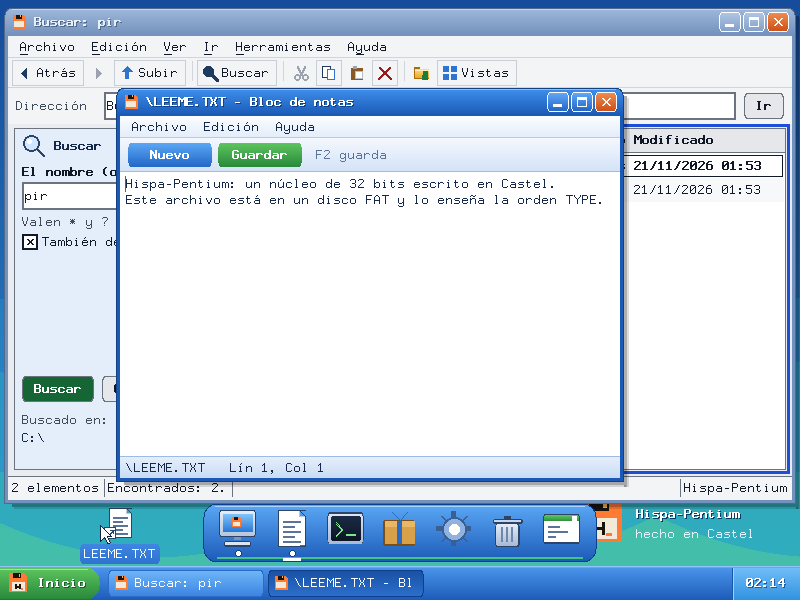 Buscar: pir
Archivo Edición Ver Ir Herramientas Ayuda
Atrás Subir Buscar Vistas
Dirección Ir
\LEEME.TXT - Bloc de notas
Archivo Edición Ayuda
Nuevo Guardar F2 guarda
Hispa-Pentium: un núcleo de 32 bits escrito en Castel.
Este archivo está en un disco FAT y lo enseña la orden TYPE.
\LEEME.TXT Lín 1, Col 1
Buscar
El nombre (o
pir
Valen * y ?
También de
Buscar
Buscado en:
C:\
Modificado
21/11/2026 01:53
21/11/2026 01:53
2 elementos Encontrados: 2. Hispa-Pentium
LEEME.TXT
Hispa-Pentium
hecho en Castel
Inicio Buscar: pir \LEEME.TXT - Bl 02:14